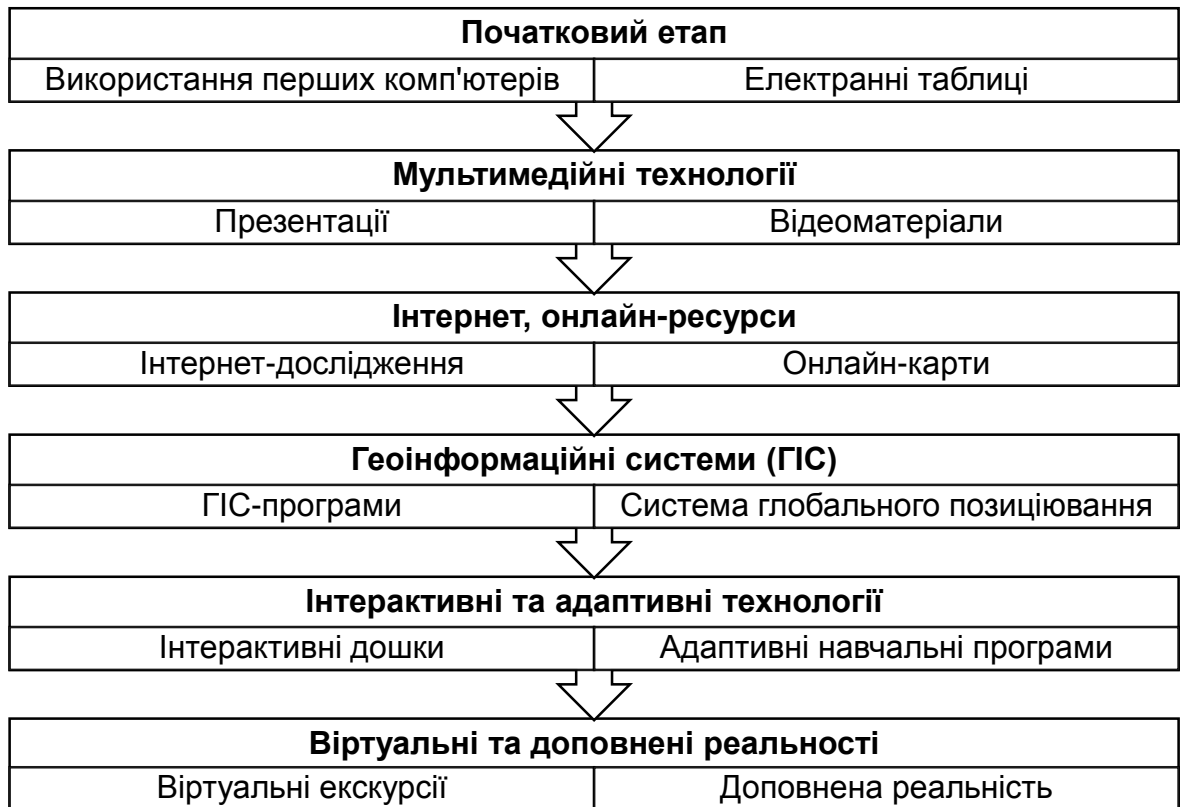 Початковий етап
Використання перших комп'ютерів
Електранні таблиці
Мультимедійні технології
Презентації
Відеоматеріали
Інтернет, онлайн-ресурси
Інтернет-дослідження
Онлайн-карти
Геоінформаційні системи (ГІС)
ГІС-програми
Система глобального позиціювання
Інтерактивні та адаптивні технології
Інтерактивні дошки
Адаптивні навчальні програми
Віртуальні та доповнені реальності
Віртуальні екскурсії
Доповнена реальність